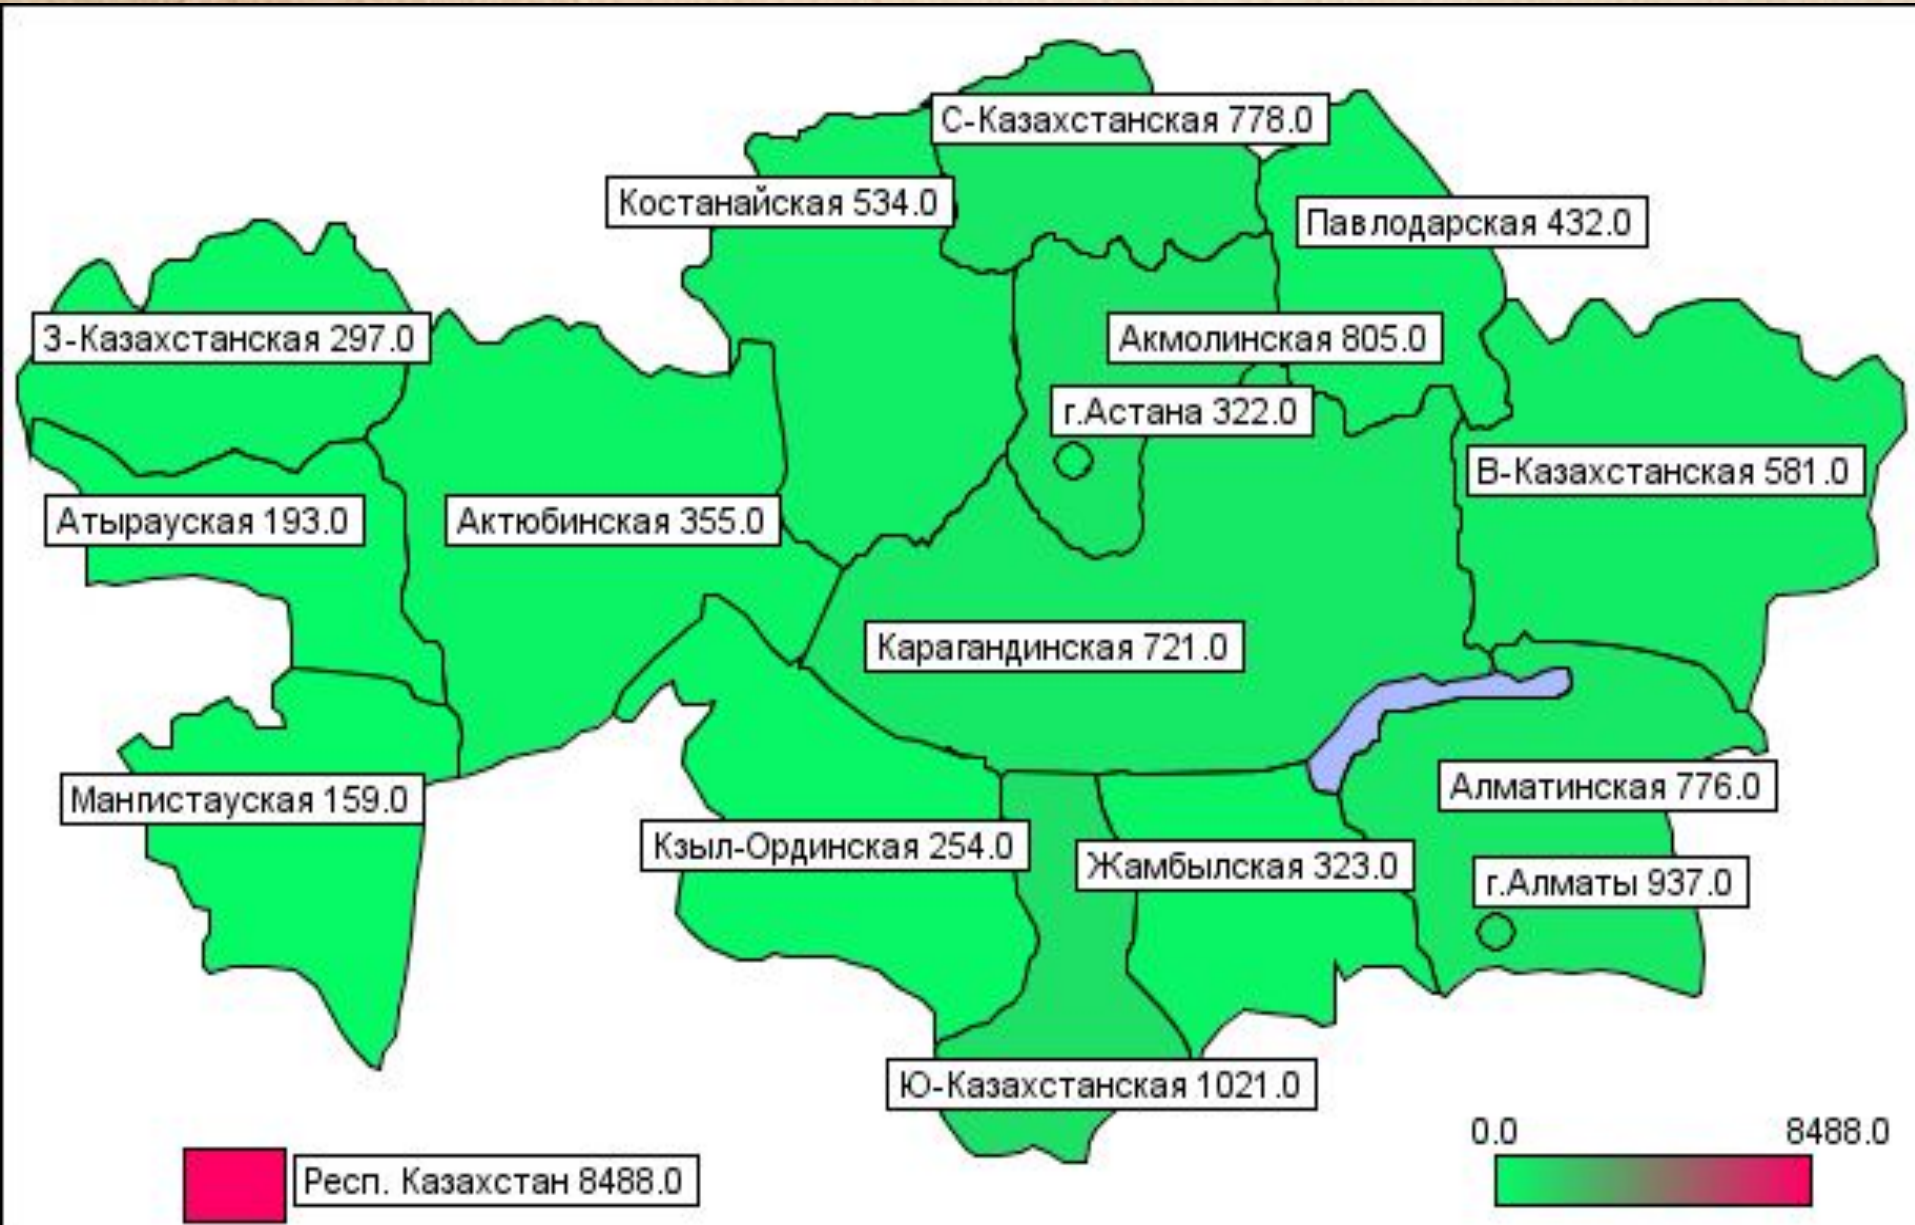 С-Казахстанская 778.0
Костанайская 534.0
Павлодарская 432.0
З-Казахстанская 297.0
Акмолинская 805.0
г.Астана 322.0
В-Казахстанская 581.0
Атырауская 193.0
Актюбинская 355.0
Карагандинская 721.0
Мангистауская 159.0
Алматинская 776.0
Кзыл-Ординская 254.0
Жамбылская 323.0
г.Алматы 937.0
Ю-Казахстанская 1021.0
0.0 8488.0
Респ. Казахстан 8488.0